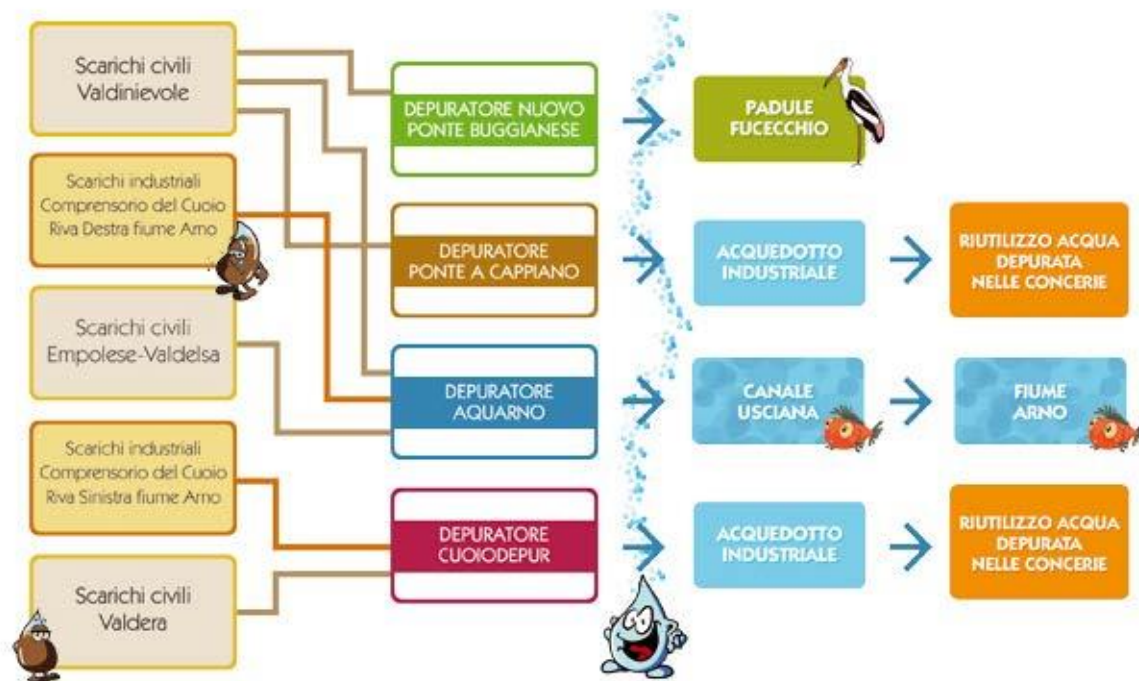 Scarichi civili
Valdinievole
Scarichi industriali
Comprensorio del Cuoio
Riva Destra fiume Arno
Scarichi civili
Empolese-Valdelsa
Scarichi industriali
Comprensorio del Cuoio
Riva Sinistra fiume Arno
Scarichi civili
Valdera
DEPURATORE NUOVO
PONTE BUGGIANESE
DEPURATORE
PONTE A CAPPIANO
DEPURATORE
AQUARNO
DEPURATORE
CUOIODEPUR
PADULE
FUCECCHIO
ACQUEDOTTO
INDUSTRIALE
RIUTILIZZO ACQUA
DEPURATA
NELLE CONCERIE
CANALE
USCIANA
FIUME
ARNO
ACQUEDOTTO
INDUSTRIALE
RIUTILIZZO ACQUA
DEPURATA
NELLE CONCERIE